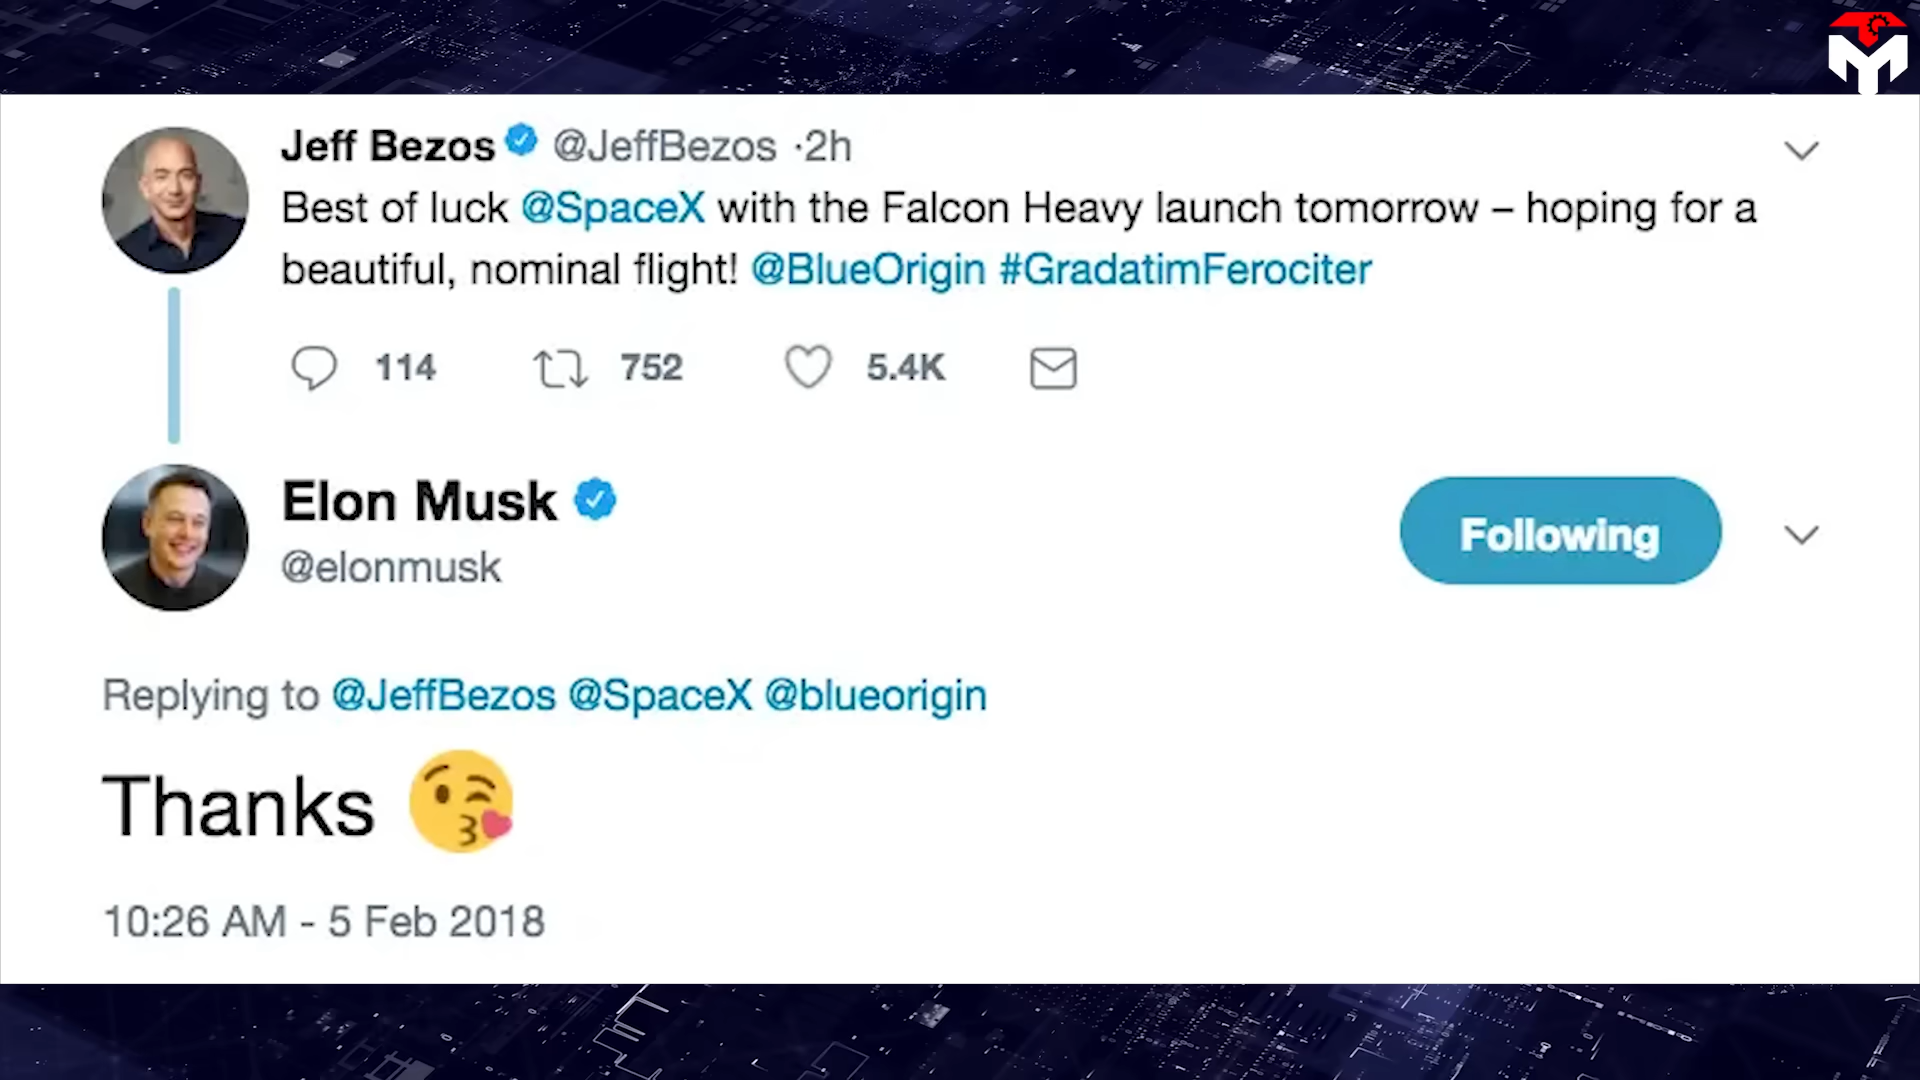 Jeff Bezos @JeffBezos ·2h
Best of luck @SpaceX with the Falcon Heavy launch tomorrow – hoping for a
beautiful, nominal flight! @BlueOrigin #GradatimFerociter
114 752 5.4K
Elon Musk
@elonmusk
Following
Replying to @JeffBezos @SpaceX @blueorigin
Thanks 😘
10:26 AM - 5 Feb 2018